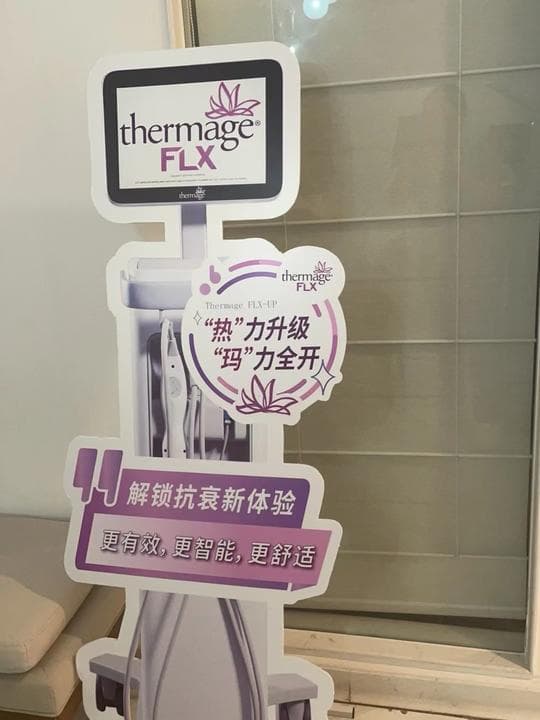 thermage®
FLX
thermage
thermage
FLX
Thermage FLX-UP
“热”力升级
“玛”力全开
解锁抗衰新体验
更有效,更智能,更舒适